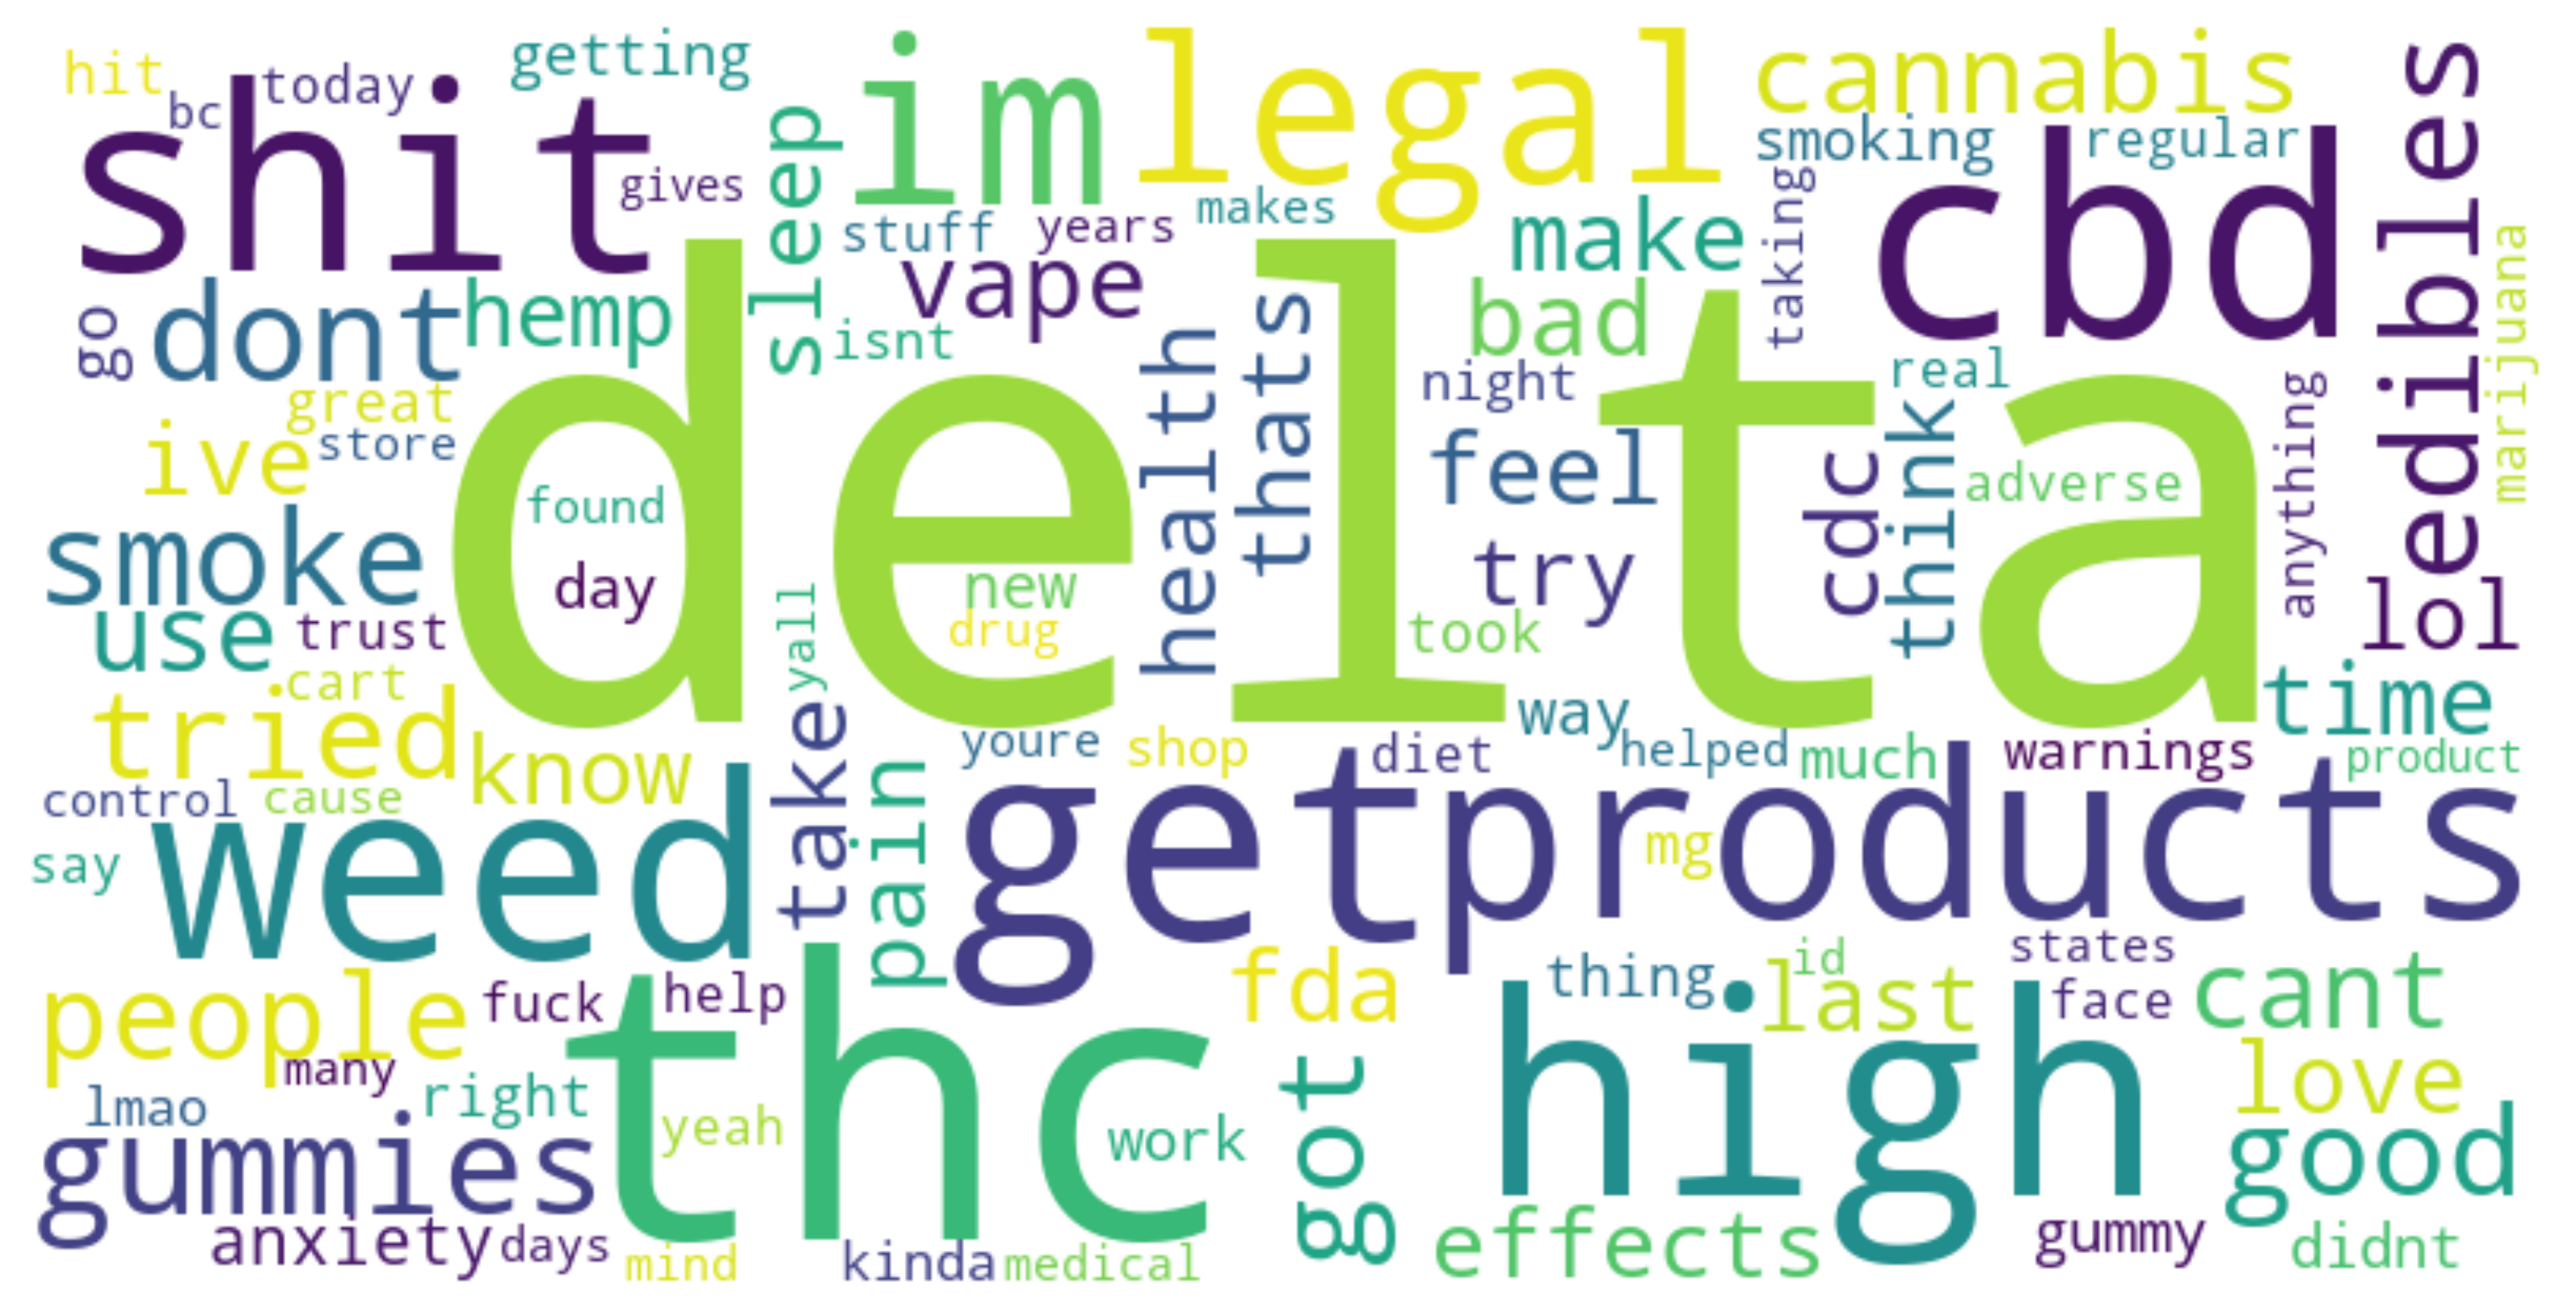 hit
bc
today
shit
getting
gives
sleep
im
legal
cannabis
smoking
regular
edibles
marijuana
stuff
years
makes
make
taking
cbd
go
dont
hemp
isnt
vape
bad
health
thats
night
real
great
ive
store
delta
found
day
feel
cdc
think
adverse
anything
smoke
new
drug
try
took
lol
use
trust
yall
cart
tried
know
take
way
time
youre
shop
diet
helped
much
warnings
product
control
cause
weed
pain
get
products
mg
say
people
fuck
help
fda
thing
id
last
states
face
cant
many
thc
high
love
lmao
right
yeah
work
got
good
gummies
anxiety
days
mind
kinda
medical
effects
gummy
didnt